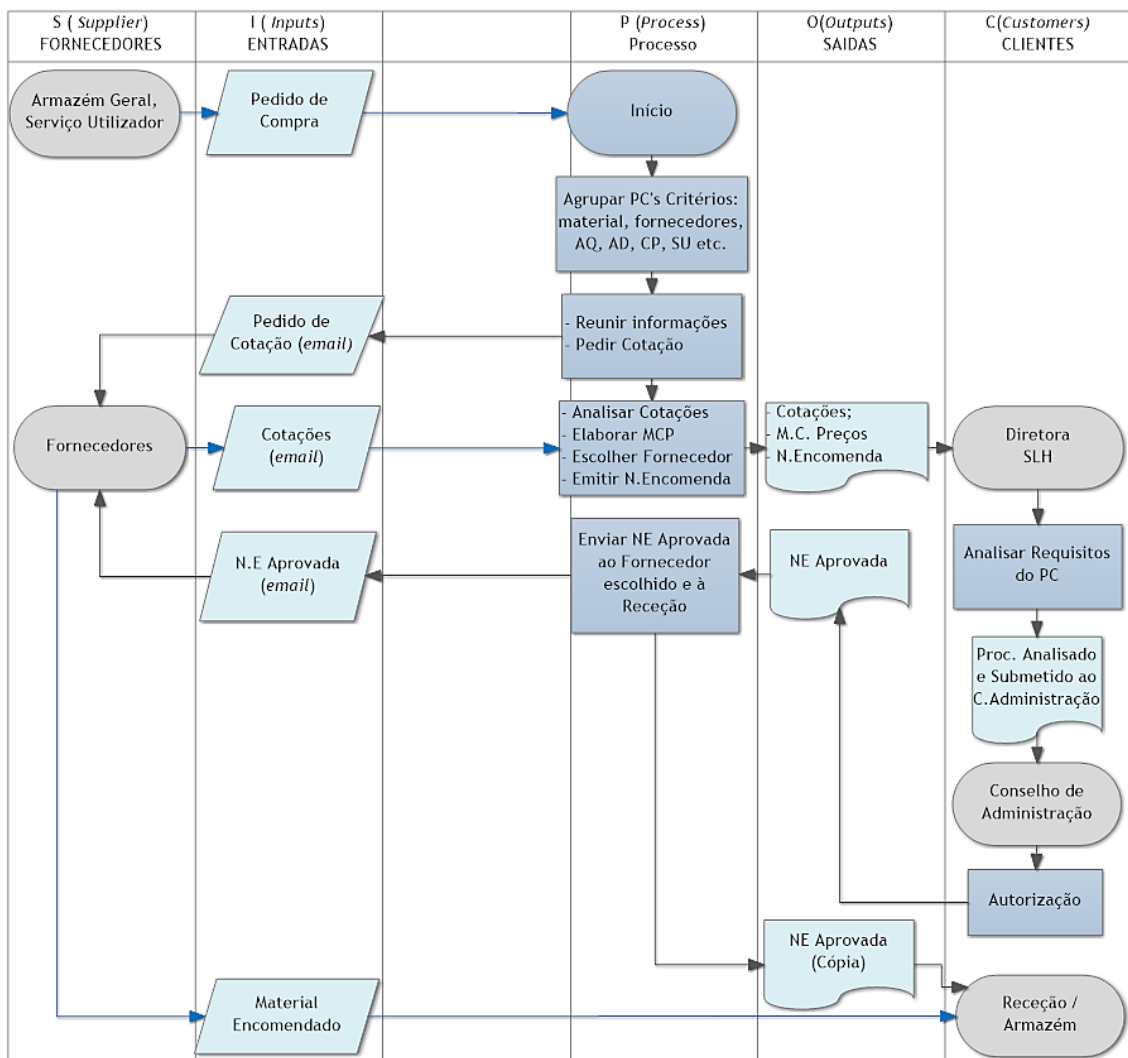 S ( Supplier)
FORNECEDORES
I ( Inputs)
ENTRADAS
P (Process)
Processo
O(Outputs)
SAIDAS
C(Customers)
CLIENTES
Armazém Geral,
Serviço Utilizador
Pedido de
Compra
Início
Agrupar PC's Critérios:
material, fornecedores,
AQ, AD, CP, SU etc.
Pedido de
Cotação (email)
- Reunir informações
- Pedir Cotação
Fornecedores
Cotações
(email)
- Analisar Cotações
- Elaborar MCP
- Escolher Fornecedor
- Emitir N.Encomenda
- Cotações;
- M.C. Preços
- N.Encomenda
Diretora
SLH
N.E Aprovada
(email)
Enviar NE Aprovada
ao Fornecedor
escolhido e à
Receção
NE Aprovada
Analisar Requisitos
do PC
Proc. Analisado
e Submetido ao
C.Administração
Conselho de
Administração
Autorização
NE Aprovada
(Cópia)
Material
Encomendado
Receção /
Armazém